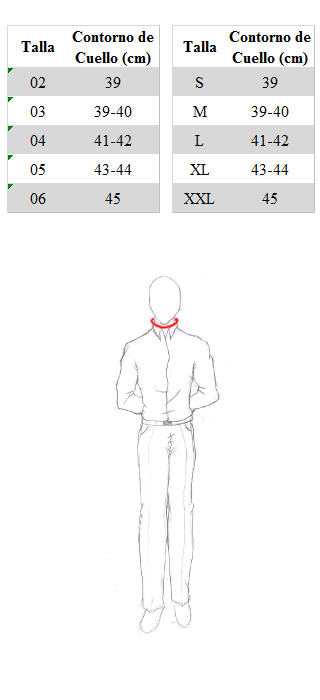 Talla Contorno de Cuello (cm)
02 39
03 39-40
04 41-42
05 43-44
06 45
Talla Contorno de Cuello (cm)
S 39
M 39-40
L 41-42
XL 43-44
XXL 45